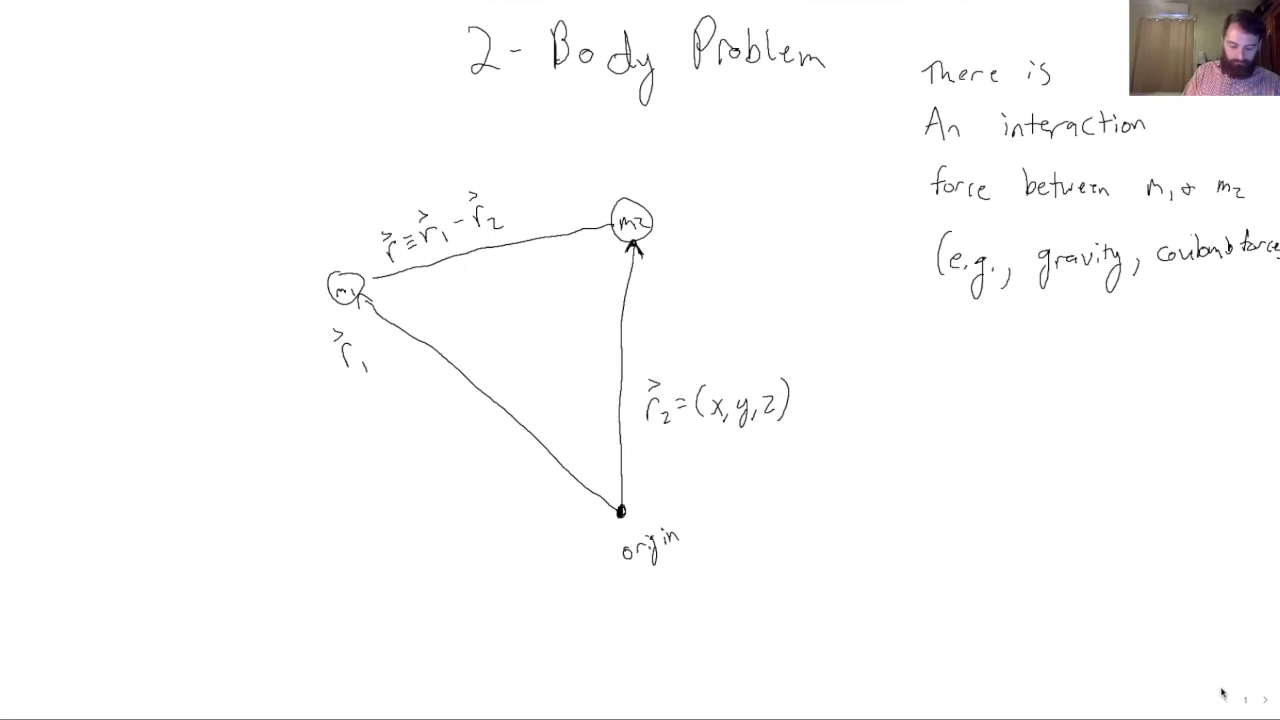 2-Body Problem
There is
An interaction
force between m₁ & m₂
(e.g., gravity, coulomb force
r⃗ ≡ r⃗₁ - r⃗₂
m2
m1
r⃗₁
r⃗₂ = (x, y, z)
origin
1